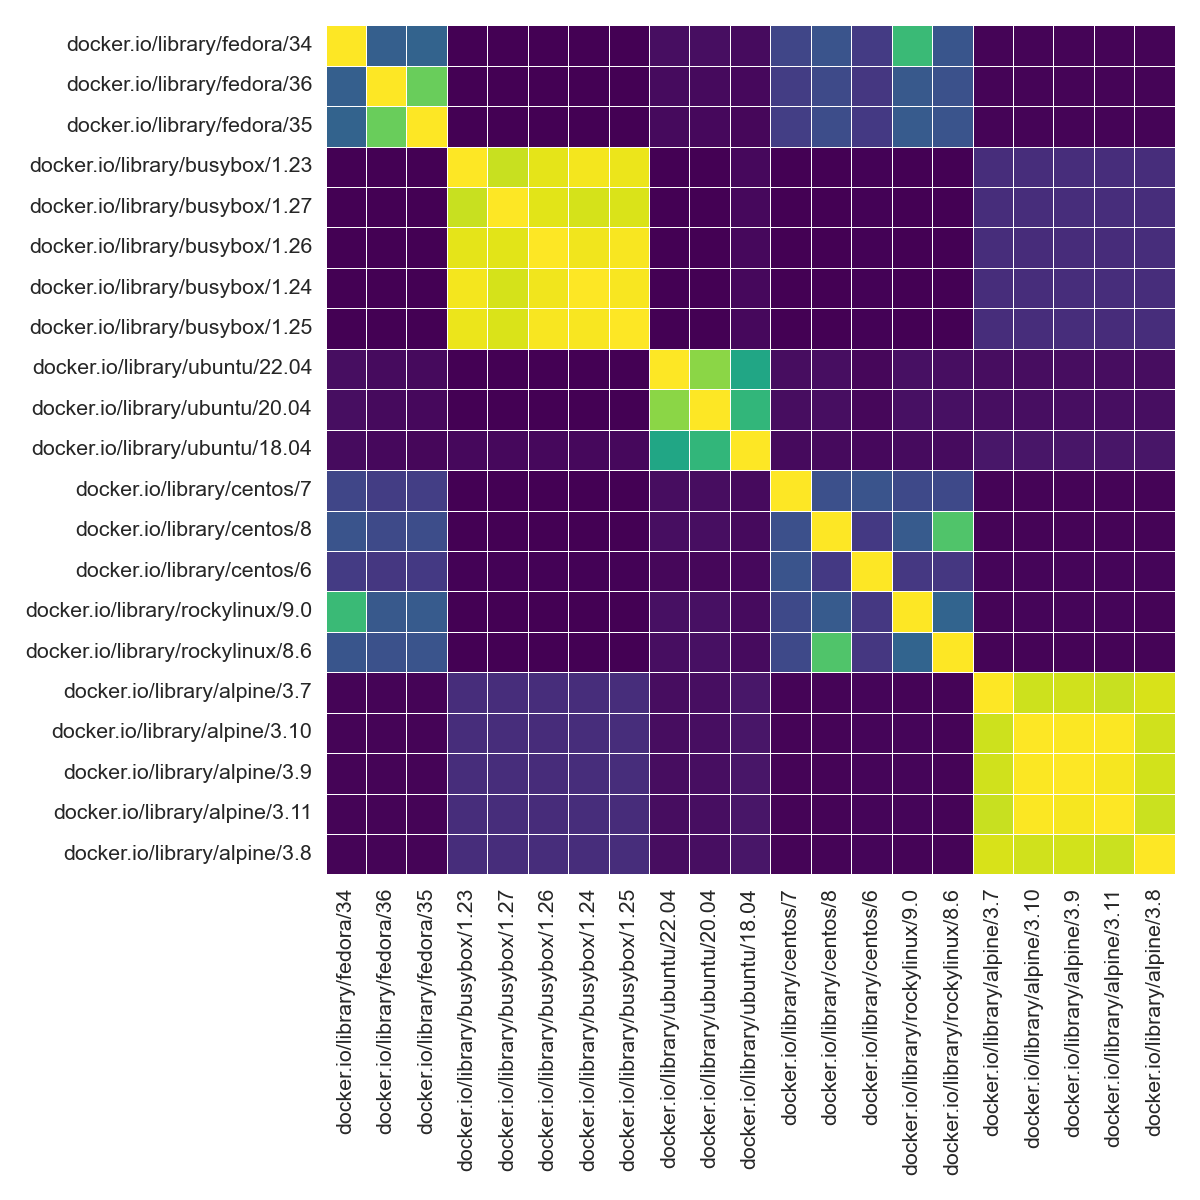 docker.io/library/fedora/34
docker.io/library/fedora/36
docker.io/library/fedora/35
docker.io/library/busybox/1.23
docker.io/library/busybox/1.27
docker.io/library/busybox/1.26
docker.io/library/busybox/1.24
docker.io/library/busybox/1.25
docker.io/library/ubuntu/22.04
docker.io/library/ubuntu/20.04
docker.io/library/ubuntu/18.04
docker.io/library/centos/7
docker.io/library/centos/8
docker.io/library/centos/6
docker.io/library/rockylinux/9.0
docker.io/library/rockylinux/8.6
docker.io/library/alpine/3.7
docker.io/library/alpine/3.10
docker.io/library/alpine/3.9
docker.io/library/alpine/3.11
docker.io/library/alpine/3.8
docker.io/library/fedora/34
docker.io/library/fedora/36
docker.io/library/fedora/35
docker.io/library/busybox/1.23
docker.io/library/busybox/1.27
docker.io/library/busybox/1.26
docker.io/library/busybox/1.24
docker.io/library/busybox/1.25
docker.io/library/ubuntu/22.04
docker.io/library/ubuntu/20.04
docker.io/library/ubuntu/18.04
docker.io/library/centos/7
docker.io/library/centos/8
docker.io/library/centos/6
docker.io/library/rockylinux/9.0
docker.io/library/rockylinux/8.6
docker.io/library/alpine/3.7
docker.io/library/alpine/3.10
docker.io/library/alpine/3.9
docker.io/library/alpine/3.11
docker.io/library/alpine/3.8